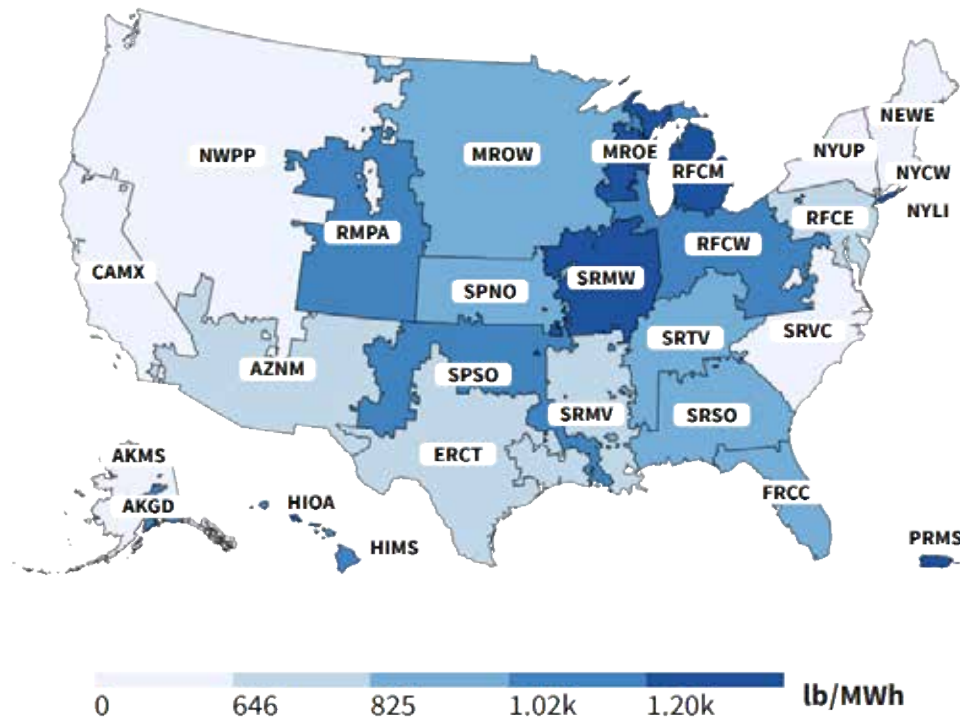 NEWE
NYUP
MROE
NWPP
MROW
RFCM
NYCW
NYLI
RFCE
RMPA
RFCW
CAMX
SRMW
SPNO
SRVC
SRTV
AZNM
SPSO
SRMV
SRSO
ERCT
AKMS
FRCC
AKGD
HIOA
PRMS
HIMS
0 646 825 1.02k 1.20k lb/MWh